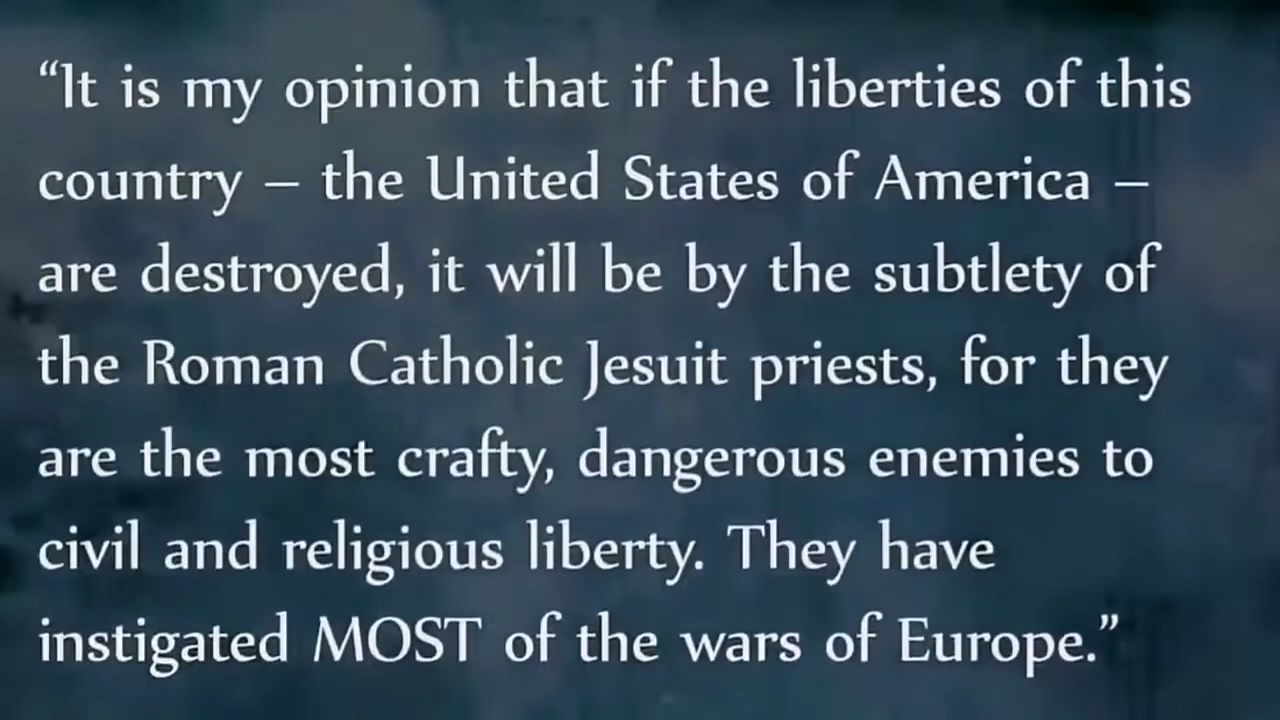 “It is my opinion that if the liberties of this
country – the United States of America –
are destroyed, it will be by the subtlety of
the Roman Catholic Jesuit priests, for they
are the most crafty, dangerous enemies to
civil and religious liberty. They have
instigated MOST of the wars of Europe.”